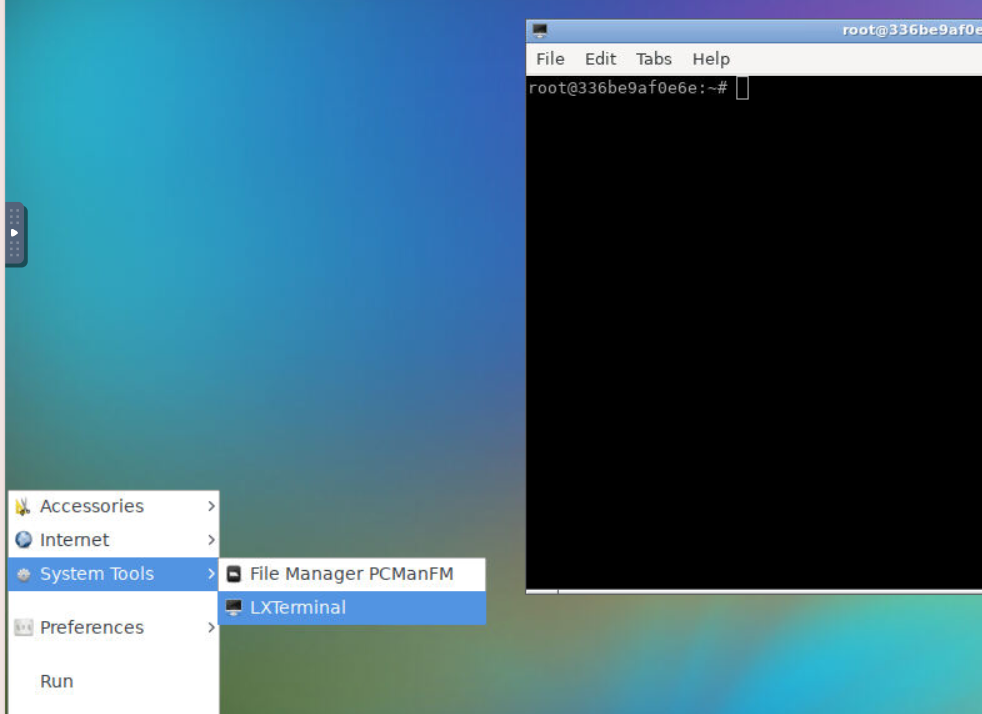 root@336be9af0e
File Edit Tabs Help
root@336be9af0e6e:~#
Accessories
Internet
System Tools
File Manager PCManFM
LXTerminal
Preferences
Run